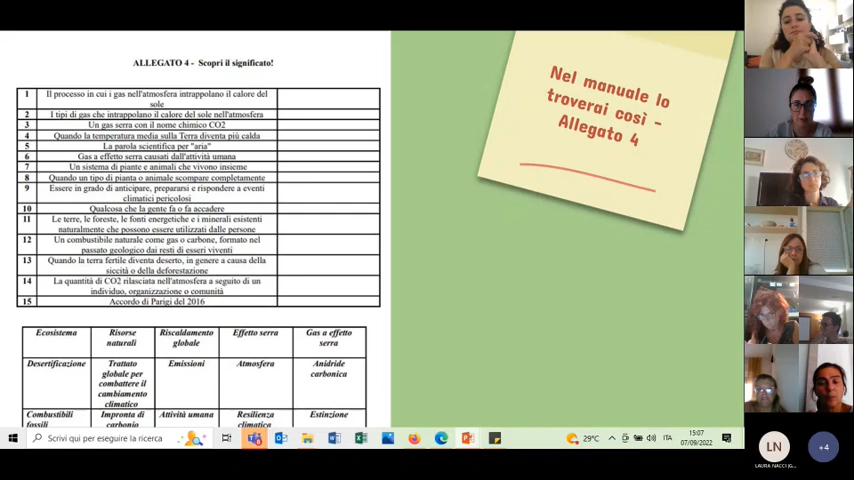 ALLEGATO 4 - Scopri il significato!
1 Il processo in cui i gas nell'atmosfera intrappolano il calore del
sole
2 I tipi di gas che intrappolano il calore del sole nell'atmosfera
3 Un gas serra con il nome chimico CO2
4 Quando la temperatura media sulla Terra diventa più calda
5 La parola scientifica per "aria"
6 Gas a effetto serra causati dall'attività umana
7 Un sistema di piante e animali che vivono insieme
8 Quando un tipo di pianta o animale scompare completamente
9 Essere in grado di anticipare, prepararsi e rispondere a eventi
climatici pericolosi
10 Qualcosa che la gente fa o fa accadere
11 Le terre, le foreste, le fonti energetiche e i minerali esistenti
naturalmente che possono essere utilizzati dalle persone
12 Un combustibile naturale come gas o carbone, formato nel
passato geologico dai resti di esseri viventi
13 Quando la terra fertile diventa desert, in genere a causa della
siccità o della deforestazione
14 La quantità di CO2 rilasciata nell'atmosfera a seguito di un
individuo, organizzazione o comunità
15 Accordo di Parigi del 2016
Ecosistema Risorse Riscaldamento Effetto serra Gas a effetto
naturali globale serra
Desertificazione Trattato Emissioni Atmosfera Anidride
globale per carbonica
combattere il
cambiamento
climatico
Combustibili Impronta di Attività umana Resilienza Estinzione
fossili carbonio climatica
Nel manuale lo
troverai così -
Allegato 4
Scrivi qui per eseguire la ricerca
29°C
ITA
15:07
07/09/2022
LN
+4
LAURA NACCI (G...